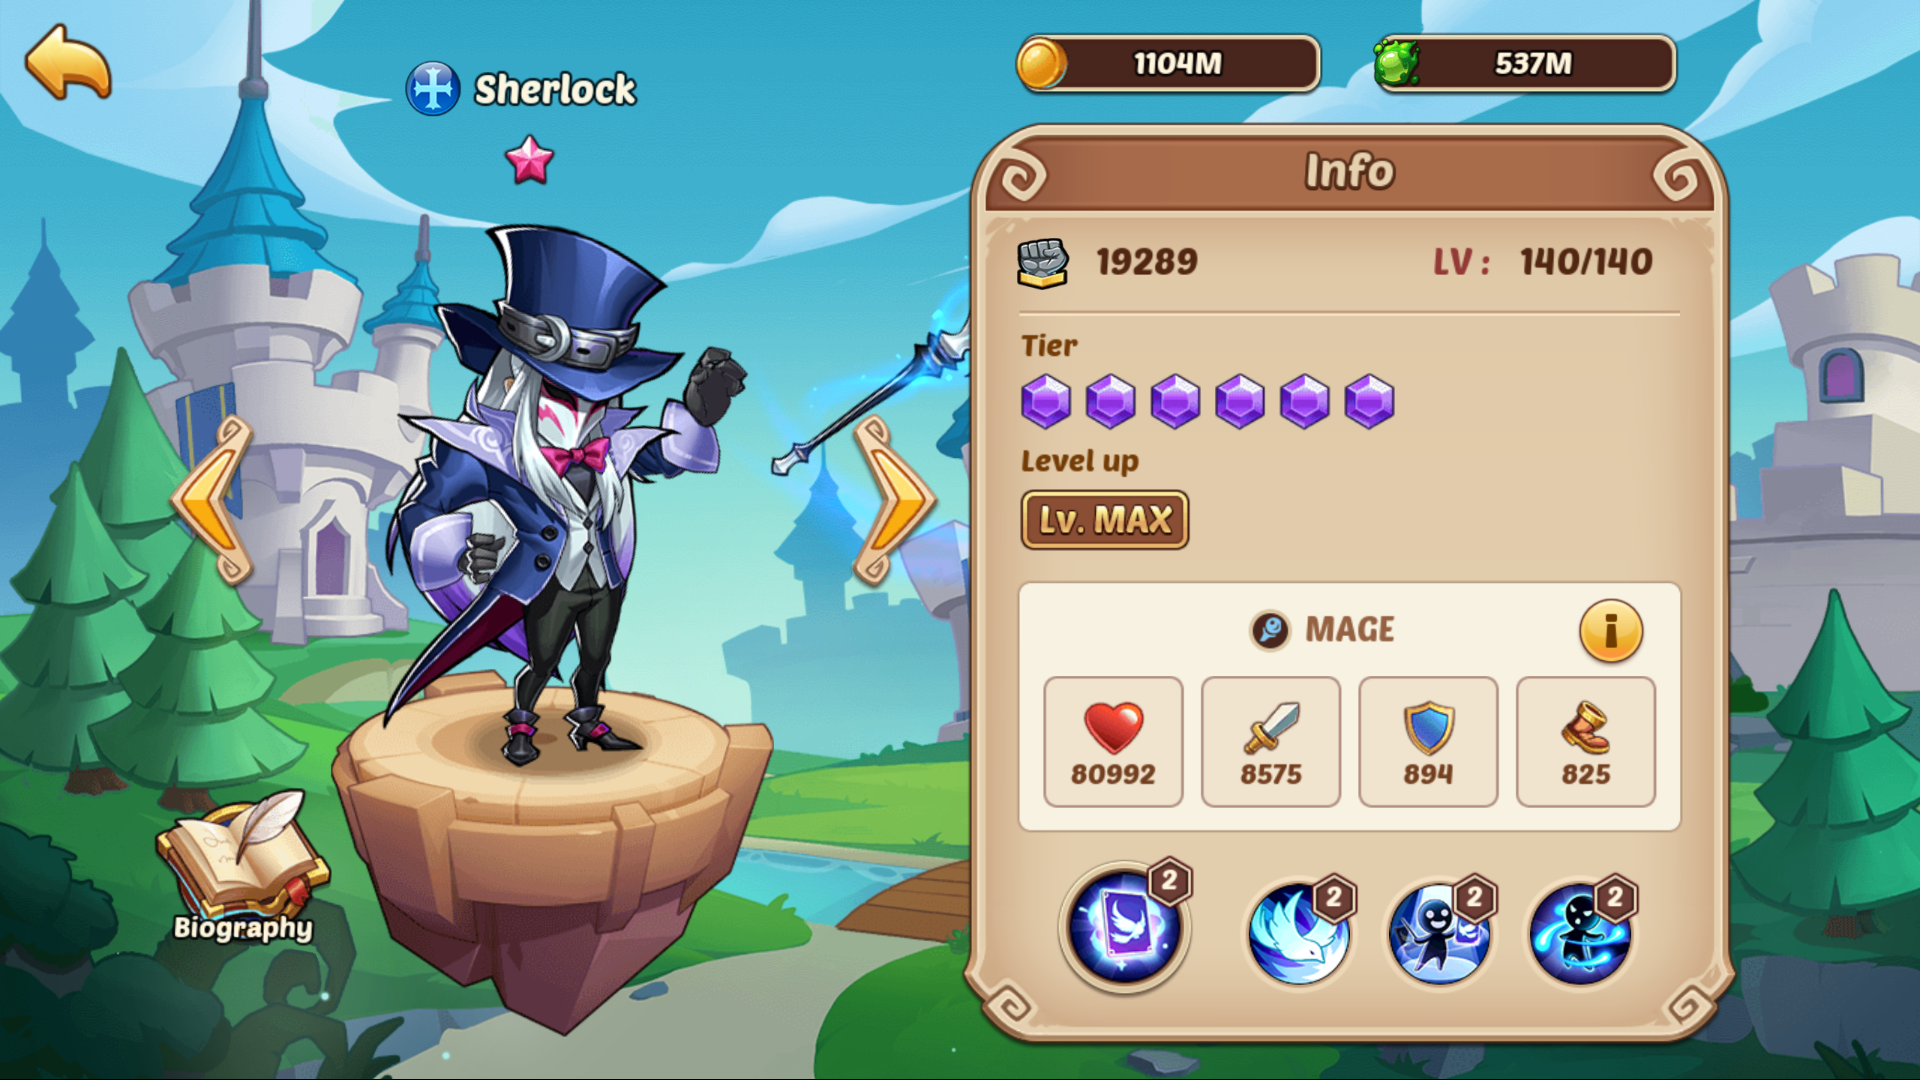 Sherlock
1104M
537M
Info
19289
LV : 140/140
Tier
Level up
Lv. MAX
MAGE
80992
8575
894
825
2
2
2
2
Biography